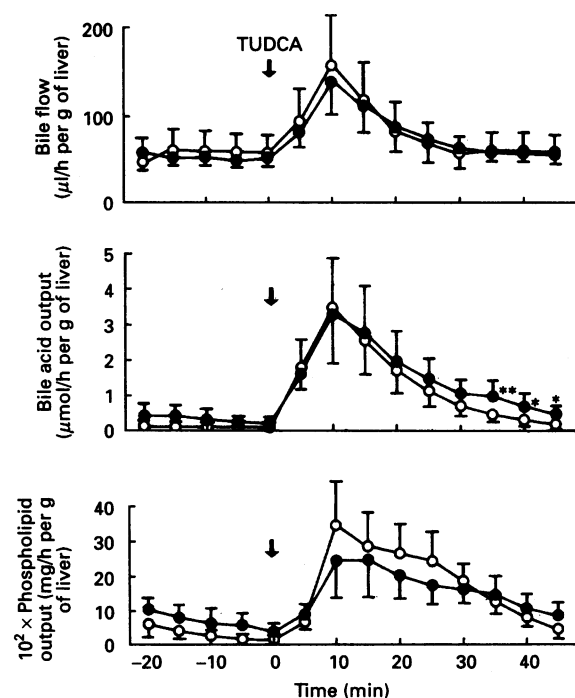 200
TUDCA
100
0
Bile flow
(µl/h per g of liver)
5
4
3
2
1
0
Bile acid output
(µmol/h per g of liver)
**
*
*
40
30
20
10
0
10² × Phospholipid
output (mg/h per g
of liver)
−20 −10 0 10 20 30 40
Time (min)